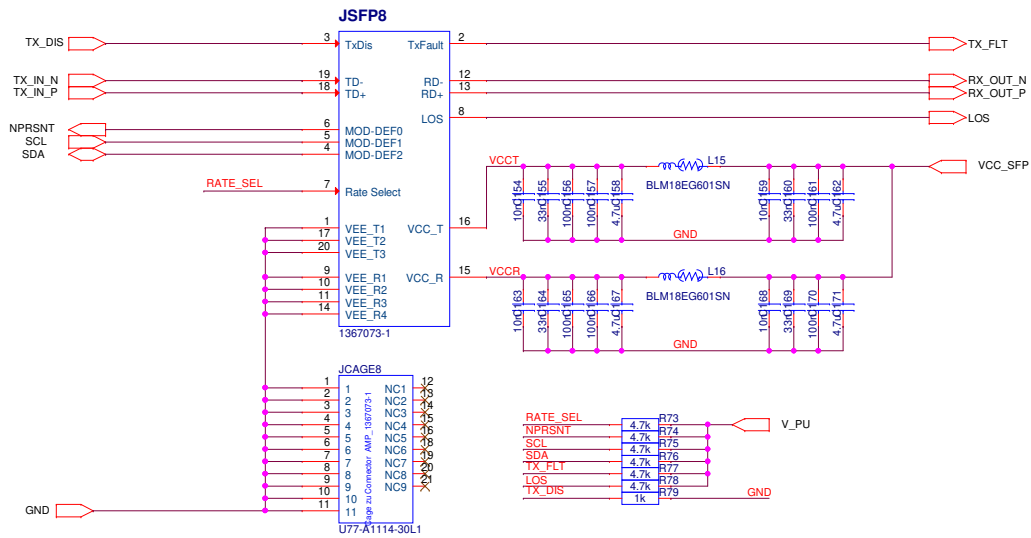 JSFP8
TX_DIS 3 TxDis TxFault 2 TX_FLT
TX_IN_N 19 TD- RD- 12 RX_OUT_N
TX_IN_P 18 TD+ RD+ 13 RX_OUT_P
LOS 8 LOS
NPRSNT 6 MOD-DEF0
SCL 5 MOD-DEF1
SDA 4 MOD-DEF2
RATE_SEL 7 Rate Select
VCCT L15 VCC_SFP
BLM18EG601SN
10n C154
33n C155
100n C156
100n C157
4.7u C158
10n C159
33n C160
100n C161
4.7u C162
GND
1 VEE_T1 VCC_T 16
17 VEE_T2
20 VEE_T3
9 VEE_R1 VCC_R 15 VCCR L16
10 VEE_R2
11 VEE_R3
14 VEE_R4
BLM18EG601SN
10n C163
33n C164
100n C165
100n C166
4.7u C167
10n C168
33n C169
100n C170
4.7u C171
GND
1367073-1
JCAGE8
1 1 NC1 12
2 2 NC2 13
3 3 NC3 14
4 4 NC4 15
5 5 NC5 16
6 6 NC6 18
7 7 NC7 19
8 8 NC8 20
9 9 NC9 21
10 10
11 11
Cage zu Connector AMP_1367073-1
U77-A1114-30L1
GND
RATE_SEL 4.7k R73 V_PU
NPRSNT 4.7k R74
SCL 4.7k R75
SDA 4.7k R76
TX_FLT 4.7k R77
LOS 4.7k R78
TX_DIS 1k R79 GND